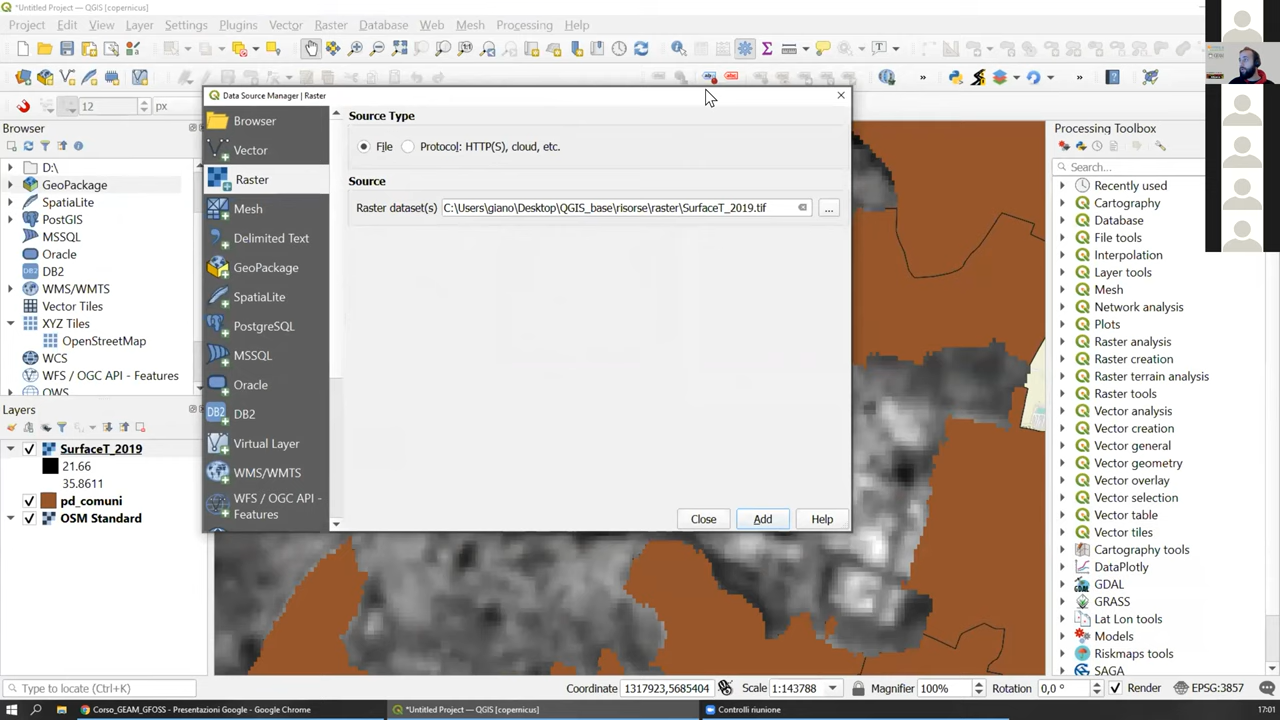 *Untitled Project — QGIS [copernicus]
Project Edit View Layer Settings Plugins Vector Raster Database Web Mesh Processing Help
12 px
Browser
D:\
GeoPackage
SpatiaLite
PostGIS
MSSQL
Oracle
DB2
WMS/WMTS
Vector Tiles
XYZ Tiles
OpenStreetMap
WCS
WFS / OGC API - Features
OWS
Layers
SurfaceT_2019
21.66
35.8611
pd_comuni
OSM Standard
Data Source Manager | Raster
Browser
Vector
Raster
Mesh
Delimited Text
GeoPackage
SpatiaLite
PostgreSQL
MSSQL
Oracle
DB2
Virtual Layer
WMS/WMTS
WFS / OGC API -
Features
Source Type
File Protocol: HTTP(S), cloud, etc.
Source
Raster dataset(s) C:\Users\giano\Desktop\QGIS_base\risorse\raster\SurfaceT_2019.tif ...
Close Add Help
Processing Toolbox
Search...
Recently used
Cartography
Database
File tools
Interpolation
Layer tools
Mesh
Network analysis
Plots
Raster analysis
Raster creation
Raster terrain analysis
Raster tools
Vector analysis
Vector creation
Vector general
Vector geometry
Vector overlay
Vector selection
Vector table
Vector tiles
Cartography tools
DataPlotly
GDAL
GRASS
Lat Lon tools
Models
Riskmaps tools
SAGA
Type to locate (Ctrl+K) Coordinate 1317923,5685404 Scale 1:143788 Magnifier 100% Rotation 0,0 ° Render EPSG:3857
Corso_GEAM_GFOSS - Presentazioni Google - Google Chrome *Untitled Project — QGIS [copernicus] Controlli riunione 17:01